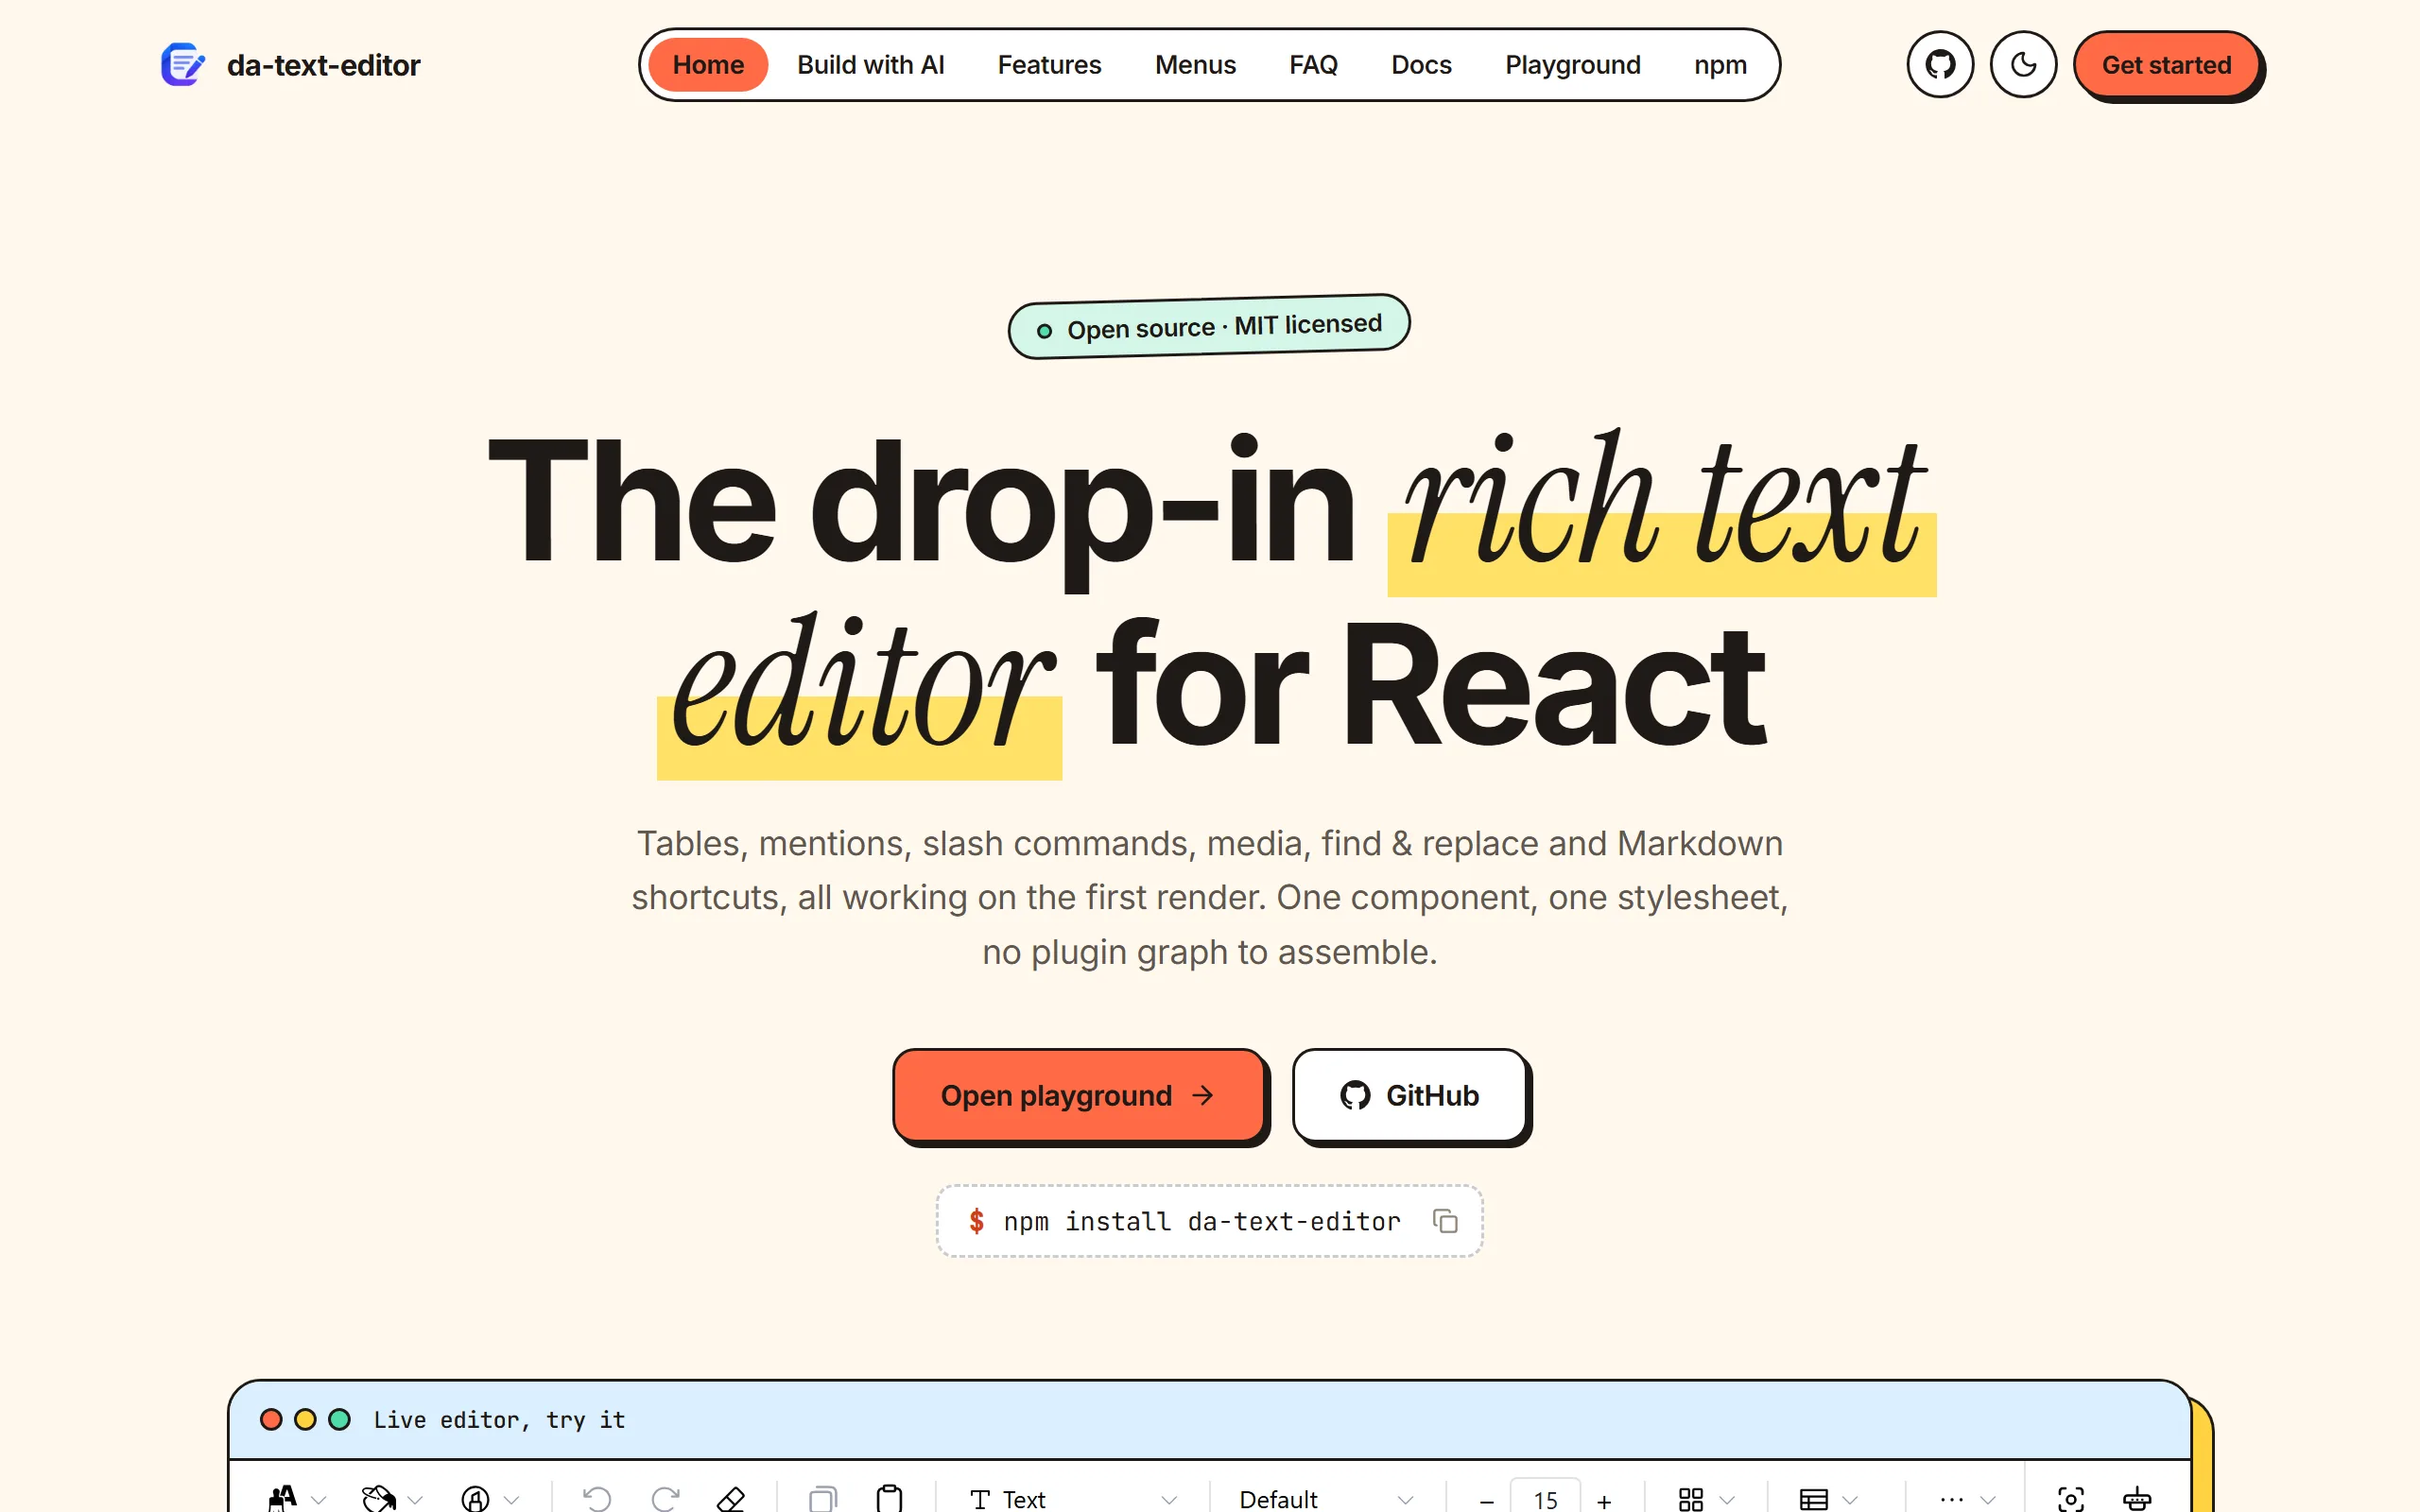 da-text-editor
Home Build with AI Features Menus FAQ Docs Playground npm
Get started
Open source · MIT licensed
The drop-in rich text
editor for React
Tables, mentions, slash commands, media, find & replace and Markdown
shortcuts, all working on the first render. One component, one stylesheet,
no plugin graph to assemble.
Open playground →
GitHub
$ npm install da-text-editor
Live editor, try it
Text
Default
− 15 +